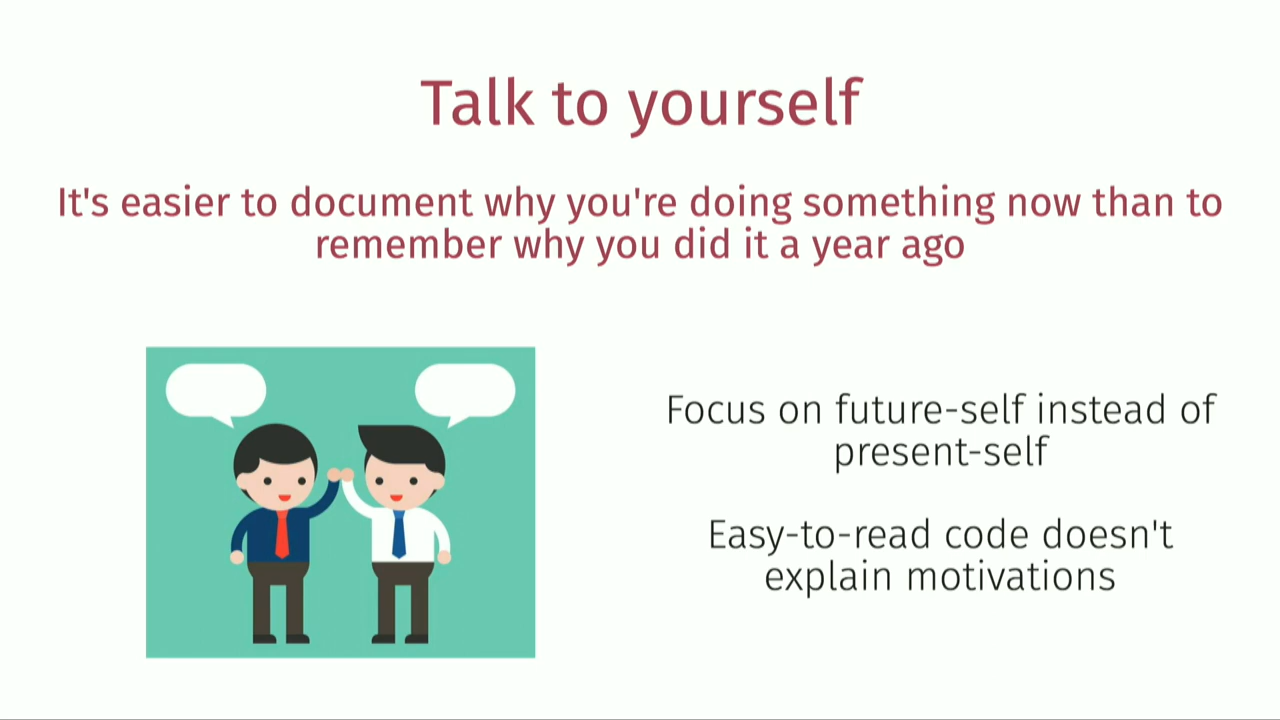 Talk to yourself
It's easier to document why you're doing something now than to
remember why you did it a year ago
Focus on future-self instead of
present-self
Easy-to-read code doesn't
explain motivations